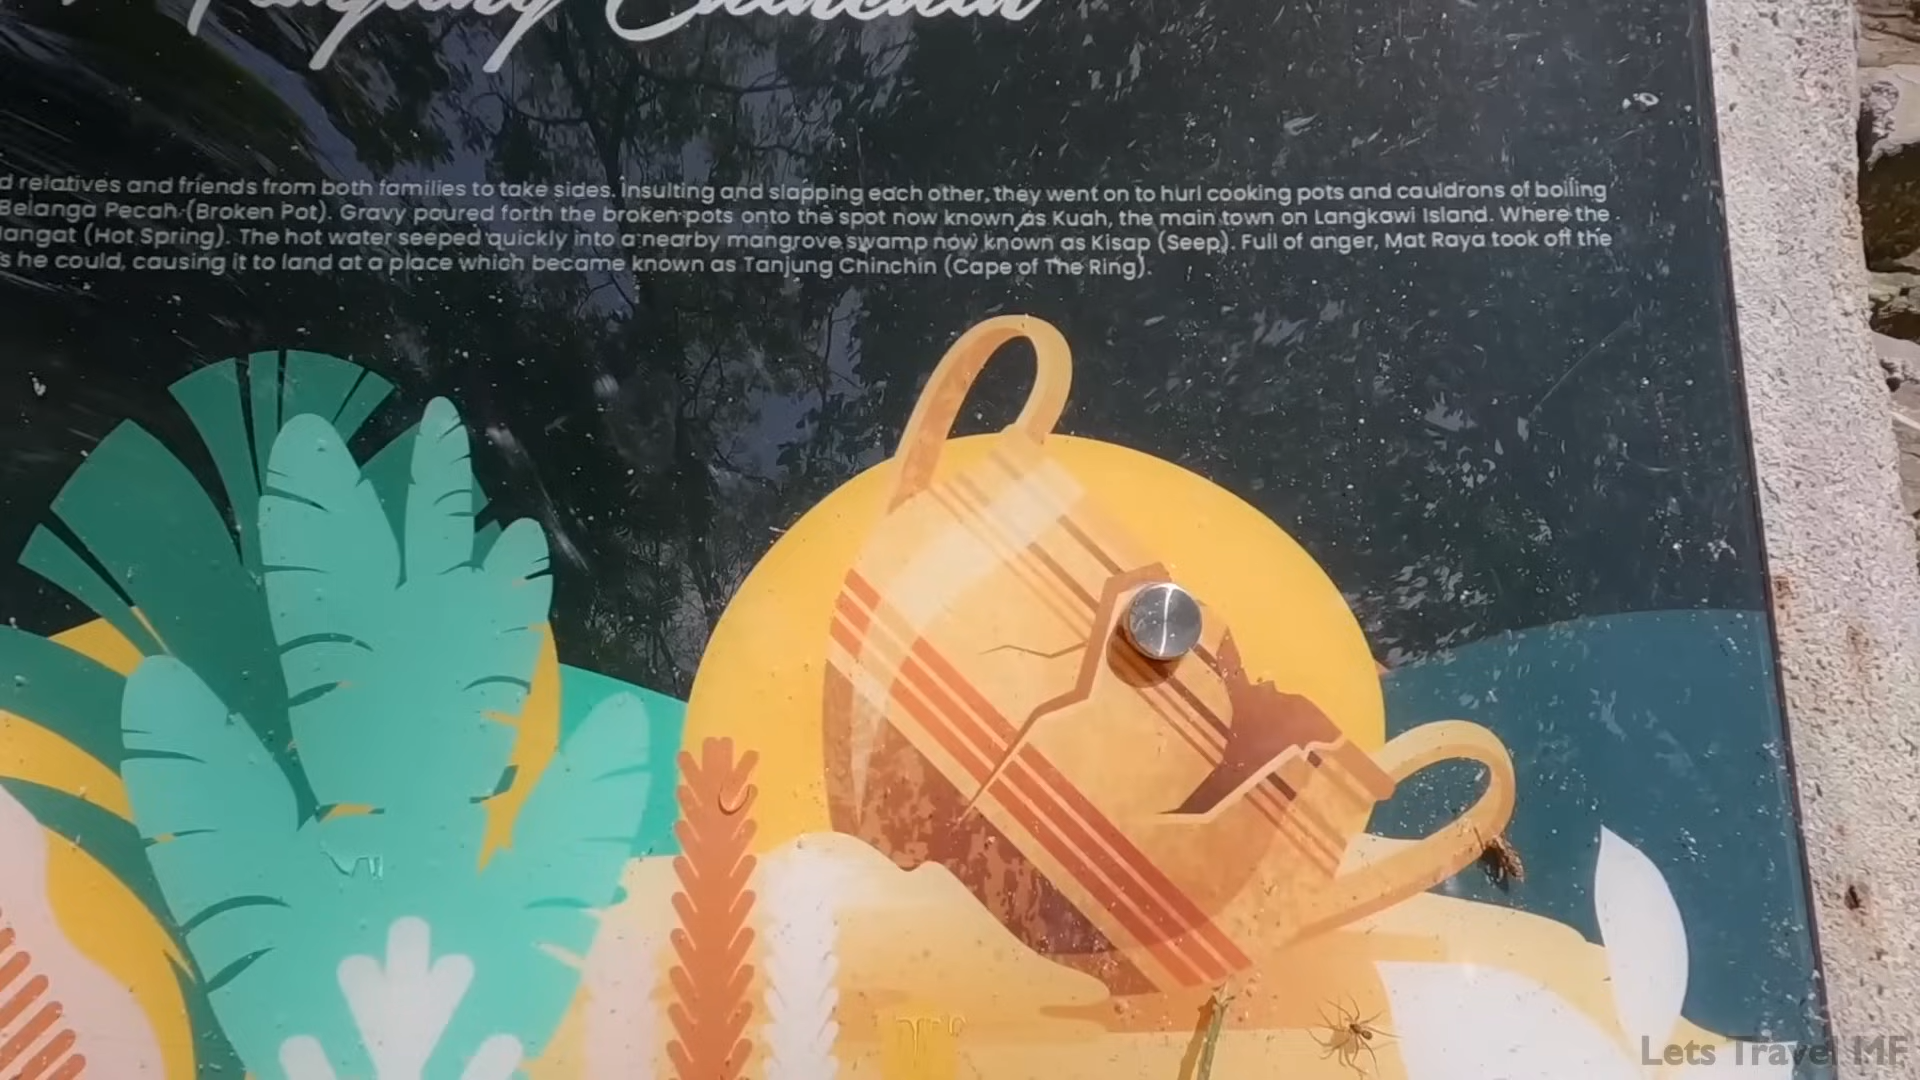 Tanjung Chinchin
d relatives and friends from both families to take sides. Insulting and slapping each other, they went on to hurl cooking pots and cauldrons of boiling
Belanga Pecah (Broken Pot). Gravy poured forth the broken pots onto the spot now known as Kuah, the main town on Langkawi Island. Where the
langat (Hot Spring). The hot water seeped quickly into a nearby mangrove swamp now known as Kisap (Seep). Full of anger, Mat Raya took off the
s he could, causing it to land at a place which became known as Tanjung Chinchin (Cape of The Ring).
Lets Travel MF